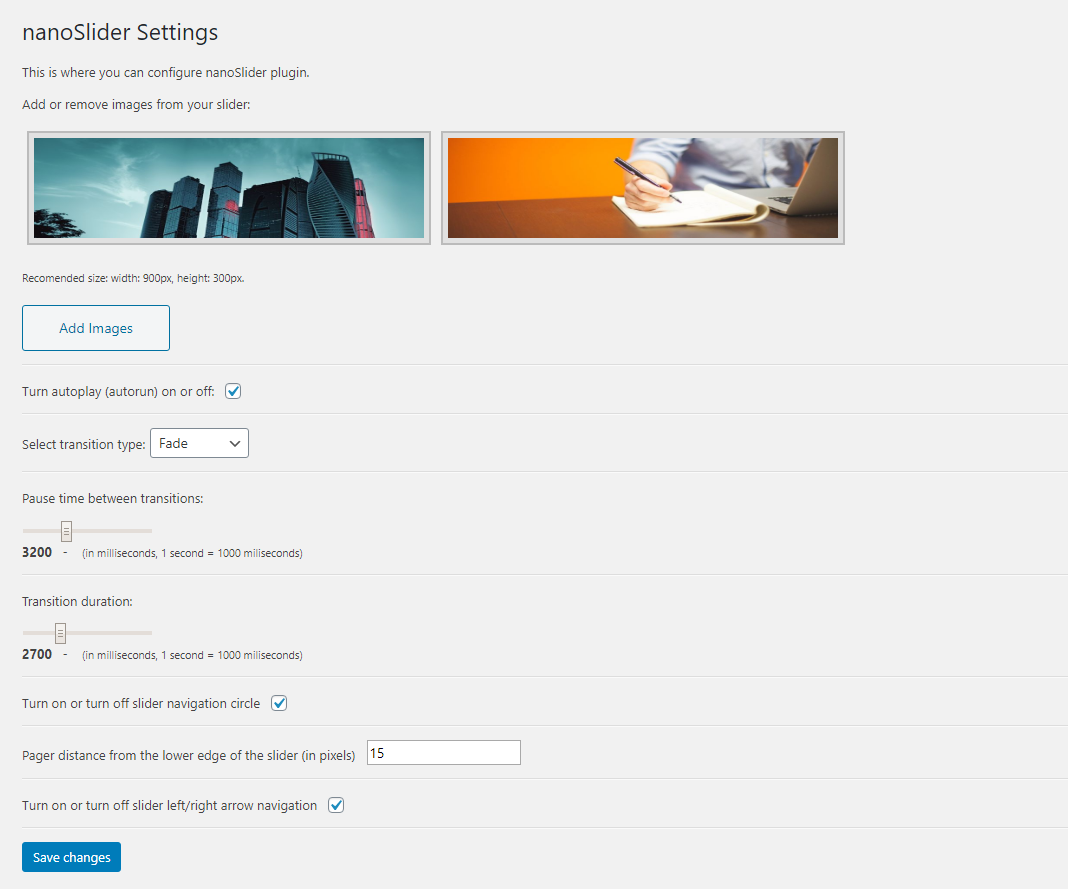 nanoSlider Settings
This is where you can configure nanoSlider plugin.
Add or remove images from your slider:
Recomended size: width: 900px, height: 300px.
Add Images
Turn autoplay (autorun) on or off:
Select transition type: Fade
Pause time between transitions:
3200 - (in milliseconds, 1 second = 1000 miliseconds)
Transition duration:
2700 - (in milliseconds, 1 second = 1000 miliseconds)
Turn on or turn off slider navigation circle
Pager distance from the lower edge of the slider (in pixels) 15
Turn on or turn off slider left/right arrow navigation
Save changes